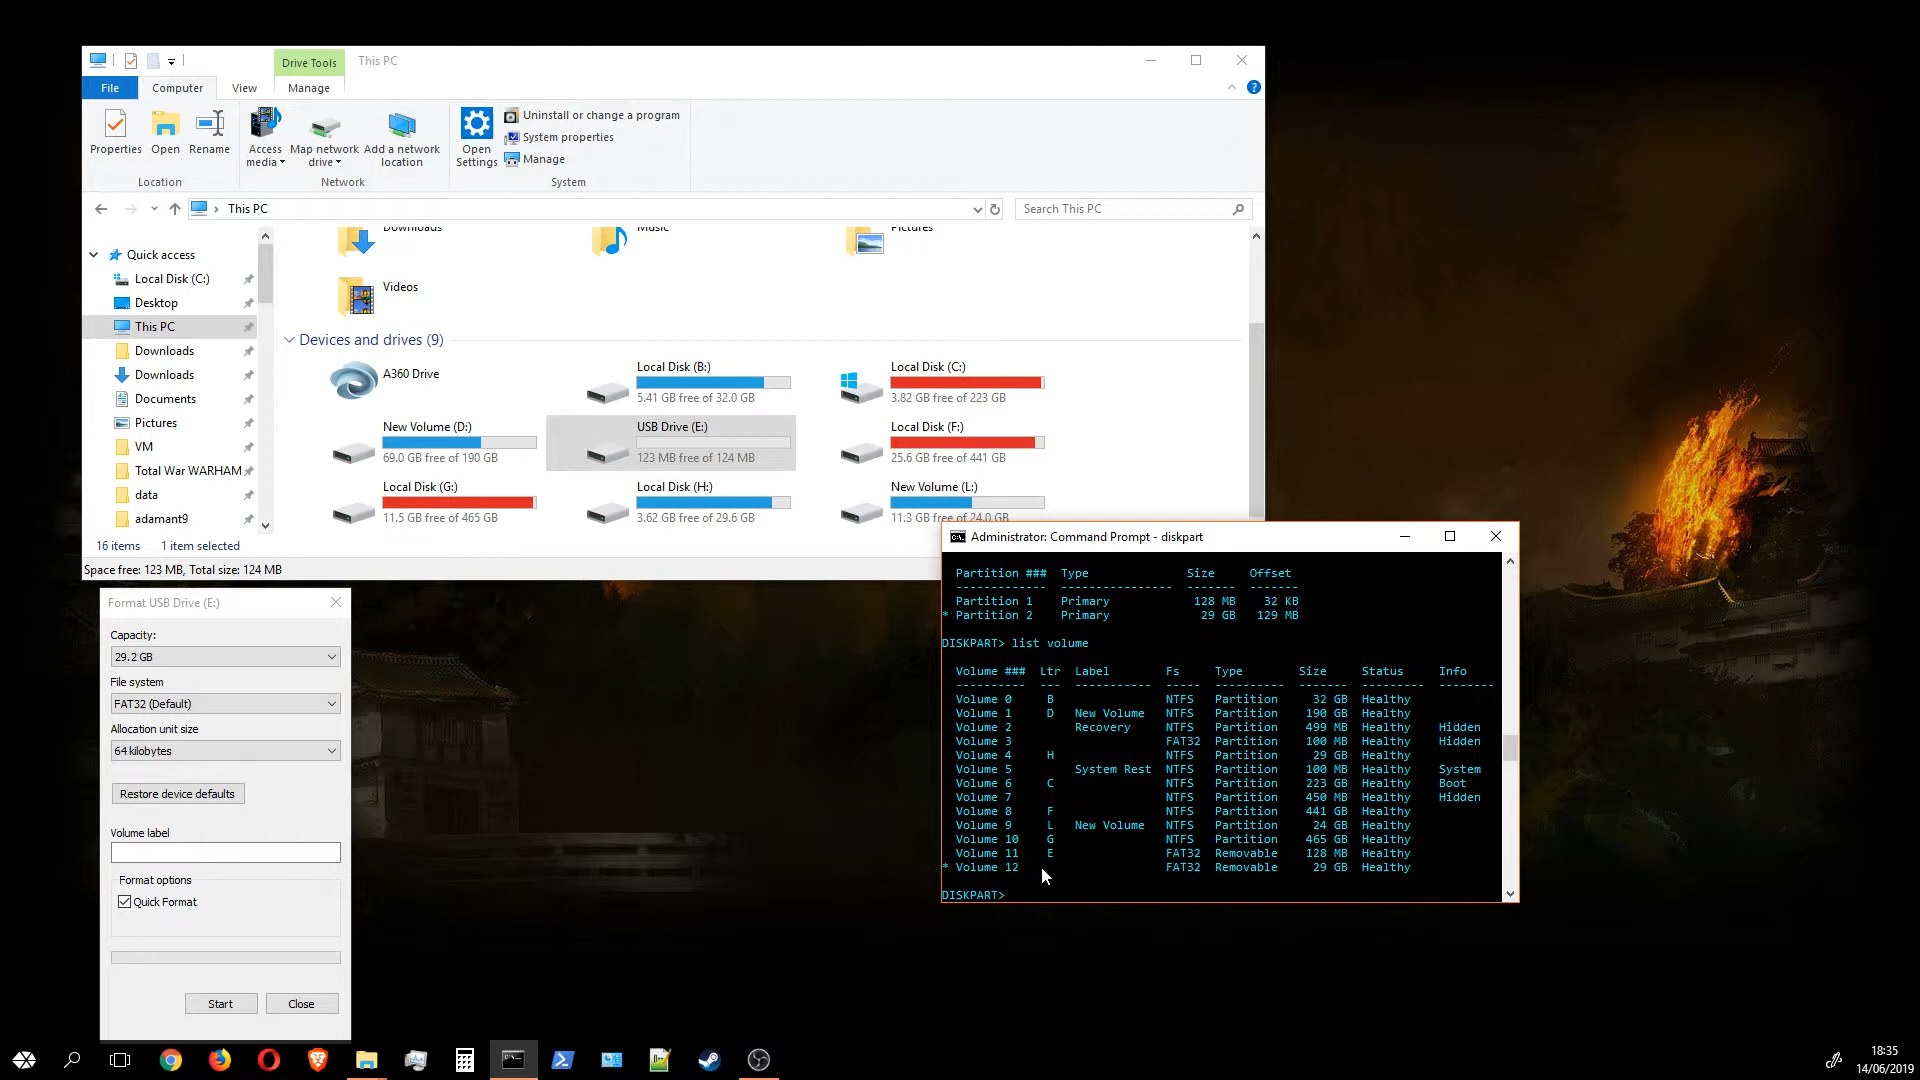 Drive Tools
This PC
File
Computer
View
Manage
Properties
Open
Rename
Access media
Map network drive
Add a network location
Open Settings
Uninstall or change a program
System properties
Manage
Location
Network
System
This PC
Search This PC
Quick access
Local Disk (C:)
Desktop
This PC
Downloads
Downloads
Documents
Pictures
VM
Total War WARHAM
data
adamant9
Downloads
Music
Pictures
Videos
Devices and drives (9)
A360 Drive
Local Disk (B:)
5.41 GB free of 32.0 GB
Local Disk (C:)
3.82 GB free of 223 GB
New Volume (D:)
69.0 GB free of 190 GB
USB Drive (E:)
123 MB free of 124 MB
Local Disk (F:)
25.6 GB free of 441 GB
Local Disk (G:)
11.5 GB free of 465 GB
Local Disk (H:)
3.62 GB free of 29.6 GB
New Volume (L:)
11.3 GB free of 24.0 GB
16 items 1 item selected
Space free: 123 MB, Total size: 124 MB
Format USB Drive (E:)
Capacity:
29.2 GB
File system
FAT32 (Default)
Allocation unit size
64 kilobytes
Restore device defaults
Volume label
Format options
Quick Format
Start
Close
Administrator: Command Prompt - diskpart
Partition ### Type Size Offset
------------- ---------------- ------- -------
Partition 1 Primary 128 MB 32 KB
* Partition 2 Primary 29 GB 129 MB
DISKPART> list volume
Volume ### Ltr Label Fs Type Size Status Info
---------- --- ----------- ----- ---------- ------- --------- --------
Volume 0 B NTFS Partition 32 GB Healthy
Volume 1 D New Volume NTFS Partition 190 GB Healthy
Volume 2 Recovery NTFS Partition 499 MB Healthy Hidden
Volume 3 FAT32 Partition 100 MB Healthy Hidden
Volume 4 H NTFS Partition 29 GB Healthy
Volume 5 System Rest NTFS Partition 100 MB Healthy System
Volume 6 C NTFS Partition 223 GB Healthy Boot
Volume 7 NTFS Partition 450 MB Healthy Hidden
Volume 8 F NTFS Partition 441 GB Healthy
Volume 9 L New Volume NTFS Partition 24 GB Healthy
Volume 10 G NTFS Partition 465 GB Healthy
Volume 11 E FAT32 Removable 128 MB Healthy
* Volume 12 FAT32 Removable 29 GB Healthy
DISKPART>
18:35
14/06/2019